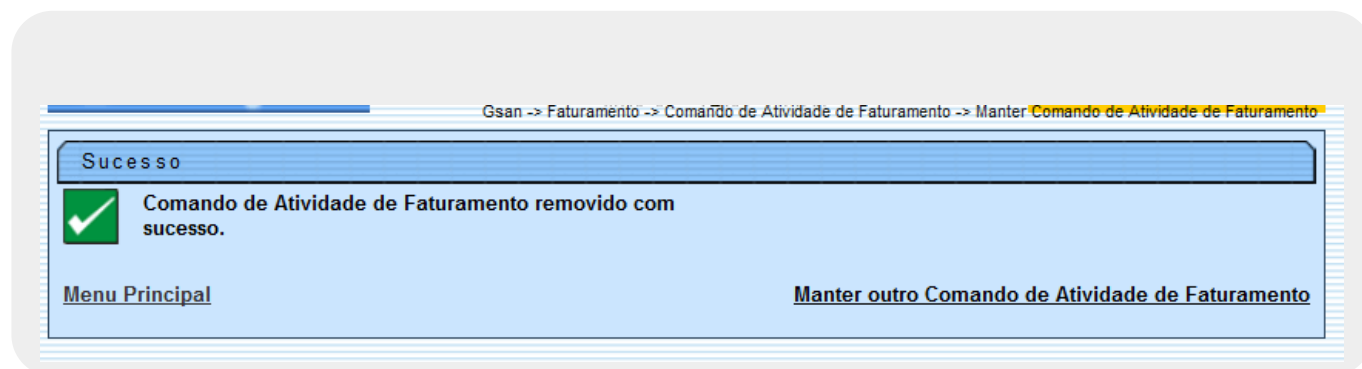 Gsan -> Faturamento -> Comando de Atividade de Faturamento -> Manter Comando de Atividade de Faturamento
Sucesso
Comando de Atividade de Faturamento removido com
sucesso.
Menu Principal
Manter outro Comando de Atividade de Faturamento